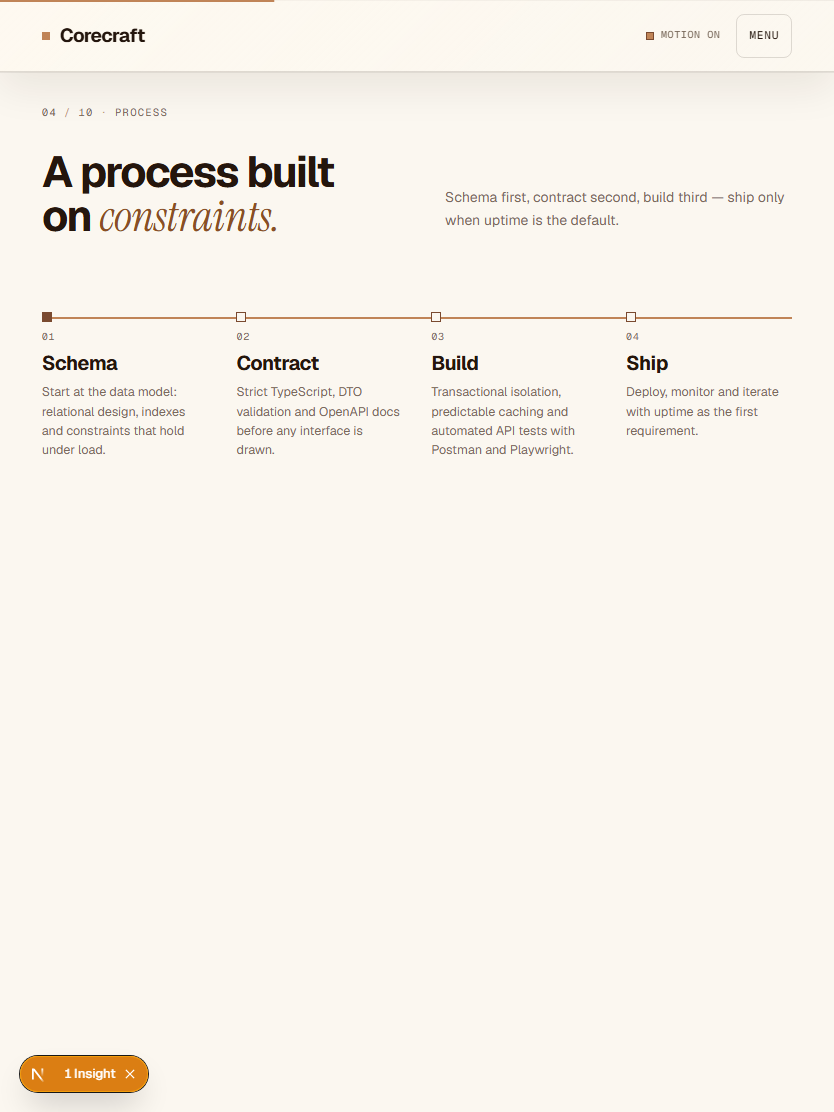 Corecraft
MOTION ON
MENU
04 / 10 · PROCESS
A process built
on constraints.
Schema first, contract second, build third — ship only
when uptime is the default.
01
Schema
Start at the data model:
relational design, indexes
and constraints that hold
under load.
02
Contract
Strict TypeScript, DTO
validation and OpenAPI docs
before any interface is
drawn.
03
Build
Transactional isolation,
predictable caching and
automated API tests with
Postman and Playwright.
04
Ship
Deploy, monitor and iterate
with uptime as the first
requirement.
1 Insight